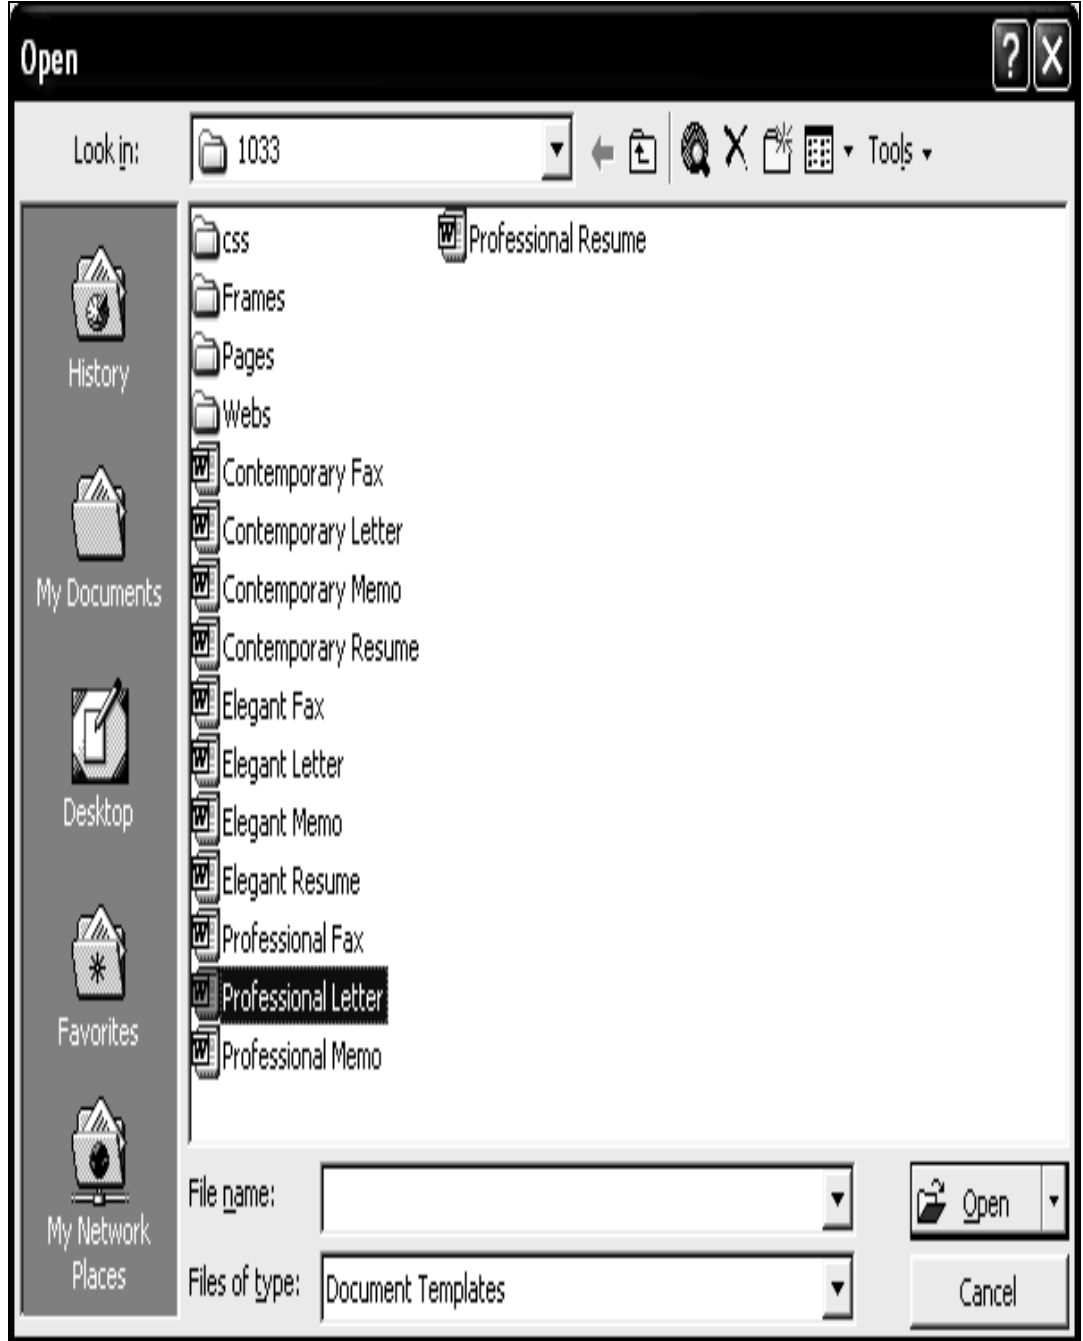 Open
Look in:
1033
Tools
History
My Documents
Desktop
Favorites
My Network
Places
css
Frames
Pages
Webs
Contemporary Fax
Contemporary Letter
Contemporary Memo
Contemporary Resume
Elegant Fax
Elegant Letter
Elegant Memo
Elegant Resume
Professional Fax
Professional Letter
Professional Memo
Professional Resume
File name:
Open
Files of type:
Document Templates
Cancel